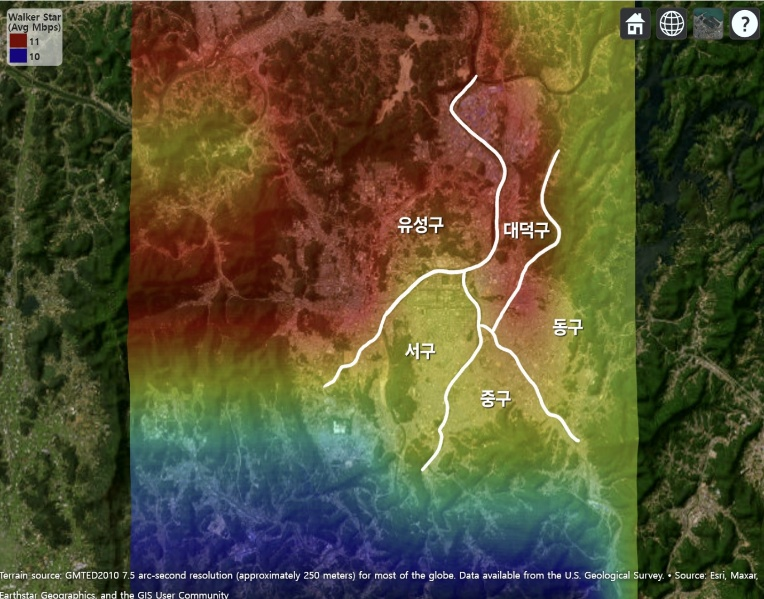 Walker Star
(Avg Mbps)
11
10
?
유성구
대덕구
동구
서구
중구
Terrain source: GMTED2010 7.5 arc-second resolution (approximately 250 meters) for most of the globe. Data available from the U.S. Geological Survey. • Source: Esri, Maxar,
Earthstar Geographics, and the GIS User Community